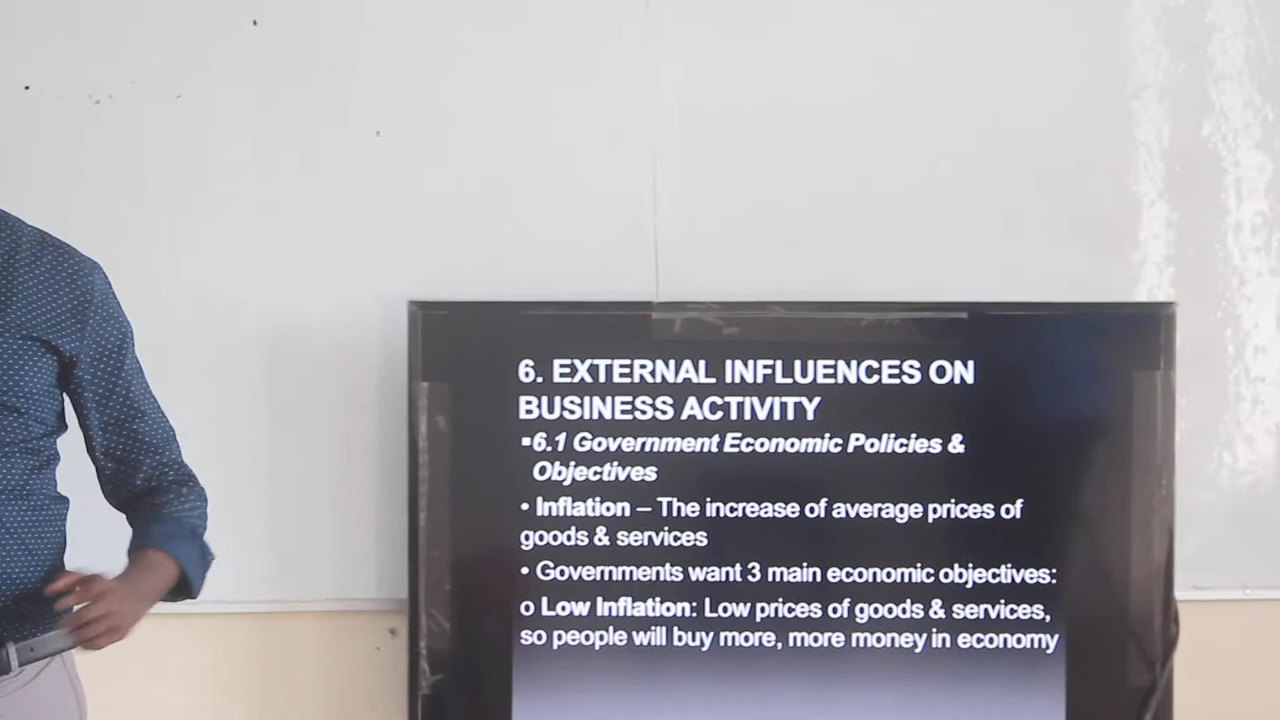 6. EXTERNAL INFLUENCES ON
BUSINESS ACTIVITY
▪6.1 Government Economic Policies &
Objectives
• Inflation – The increase of average prices of
goods & services
• Governments want 3 main economic objectives:
o Low Inflation: Low prices of goods & services,
so people will buy more, more money in economy